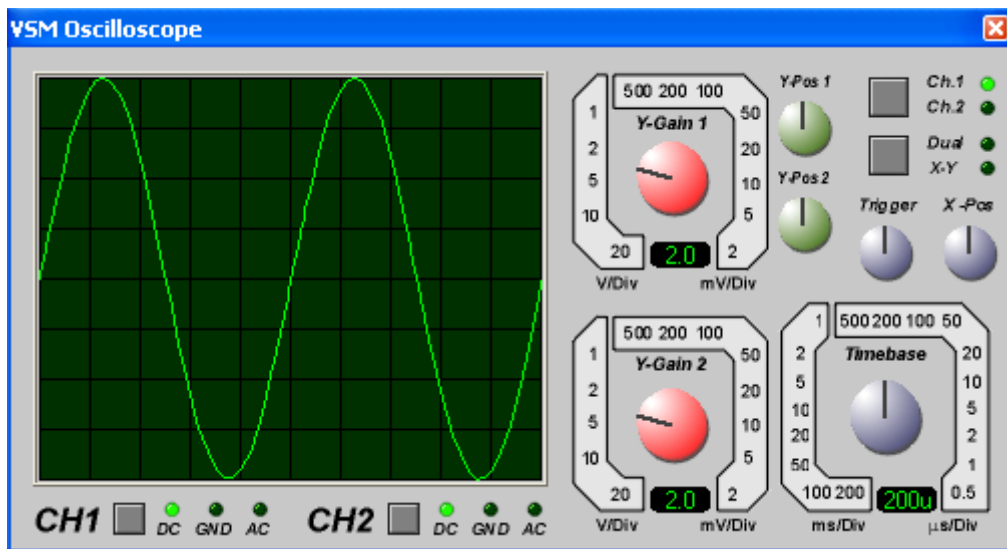 VSM Oscilloscope
500 200 100
1
2
5
10
20
50
20
10
5
2
Y-Gain 1
2.0
V/Div
mV/Div
Y-Pos 1
Y-Pos 2
Ch.1
Ch.2
Dual
X-Y
Trigger
X -Pos
500 200 100
1
2
5
10
20
50
20
10
5
2
Y-Gain 2
2.0
V/Div
mV/Div
1
500 200 100 50
2
5
10
20
50
100 200
20
10
5
2
1
0.5
Timebase
200u
ms/Div
µs/Div
CH1
DC GND AC
CH2
DC GND AC